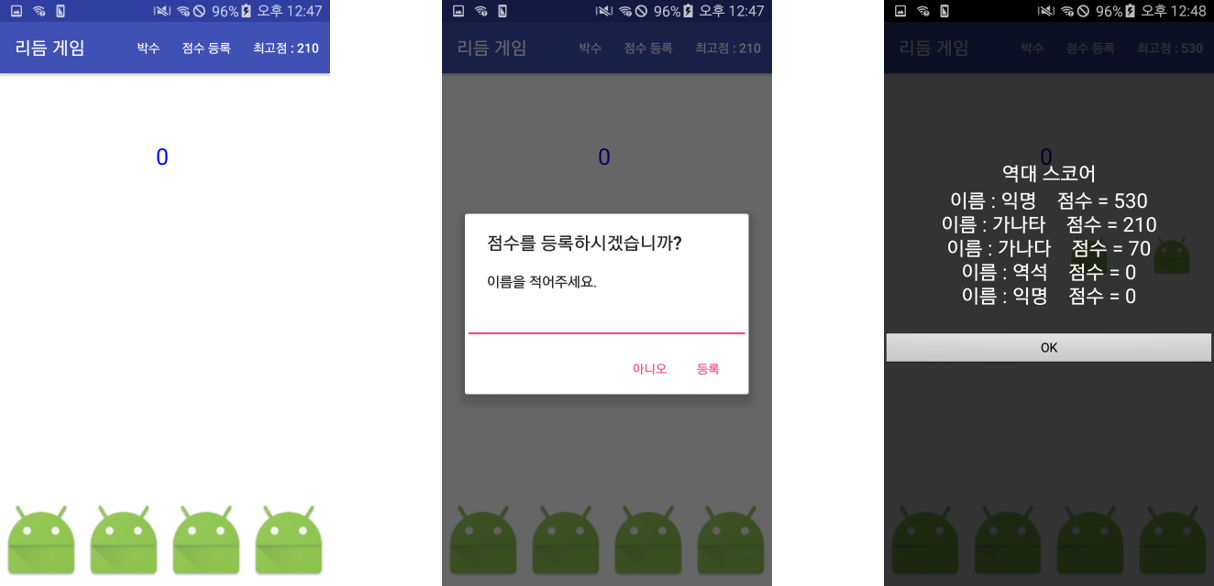 96% 오후 12:47
리듬 게임 박수 점수 등록 최고점 : 210
0
96% 오후 12:47
리듬 게임 박수 점수 등록 최고점 : 210
0
점수를 등록하시겠습니까?
이름을 적어주세요.
아니오 등록
96% 오후 12:48
리듬 게임 박수 점수 등록 최고점 : 530
0
역대 스코어
이름 : 익명 점수 = 530
이름 : 가나타 점수 = 210
이름 : 가나다 점수 = 70
이름 : 역석 점수 = 0
이름 : 익명 점수 = 0
OK